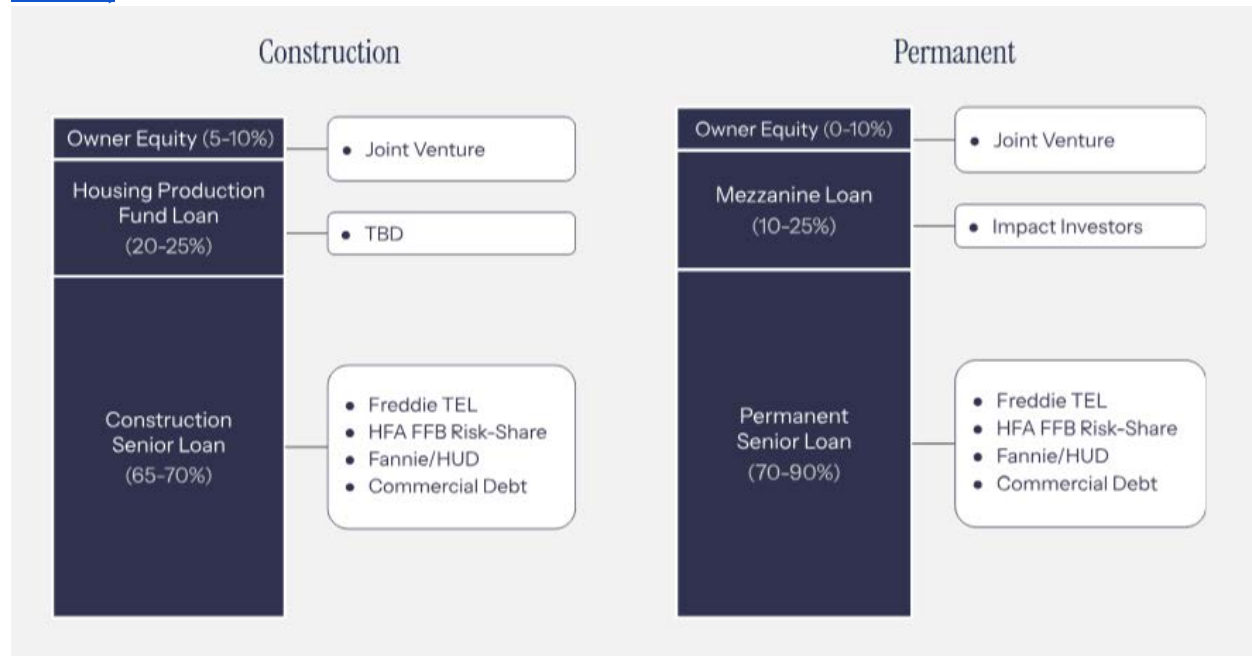 Construction
Owner Equity (5-10%)
• Joint Venture
Housing Production
Fund Loan
(20-25%)
• TBD
Construction
Senior Loan
(65-70%)
• Freddie TEL
• HFA FFB Risk-Share
• Fannie/HUD
• Commercial Debt
Permanent
Owner Equity (0-10%)
• Joint Venture
Mezzanine Loan
(10-25%)
• Impact Investors
Permanent
Senior Loan
(70-90%)
• Freddie TEL
• HFA FFB Risk-Share
• Fannie/HUD
• Commercial Debt